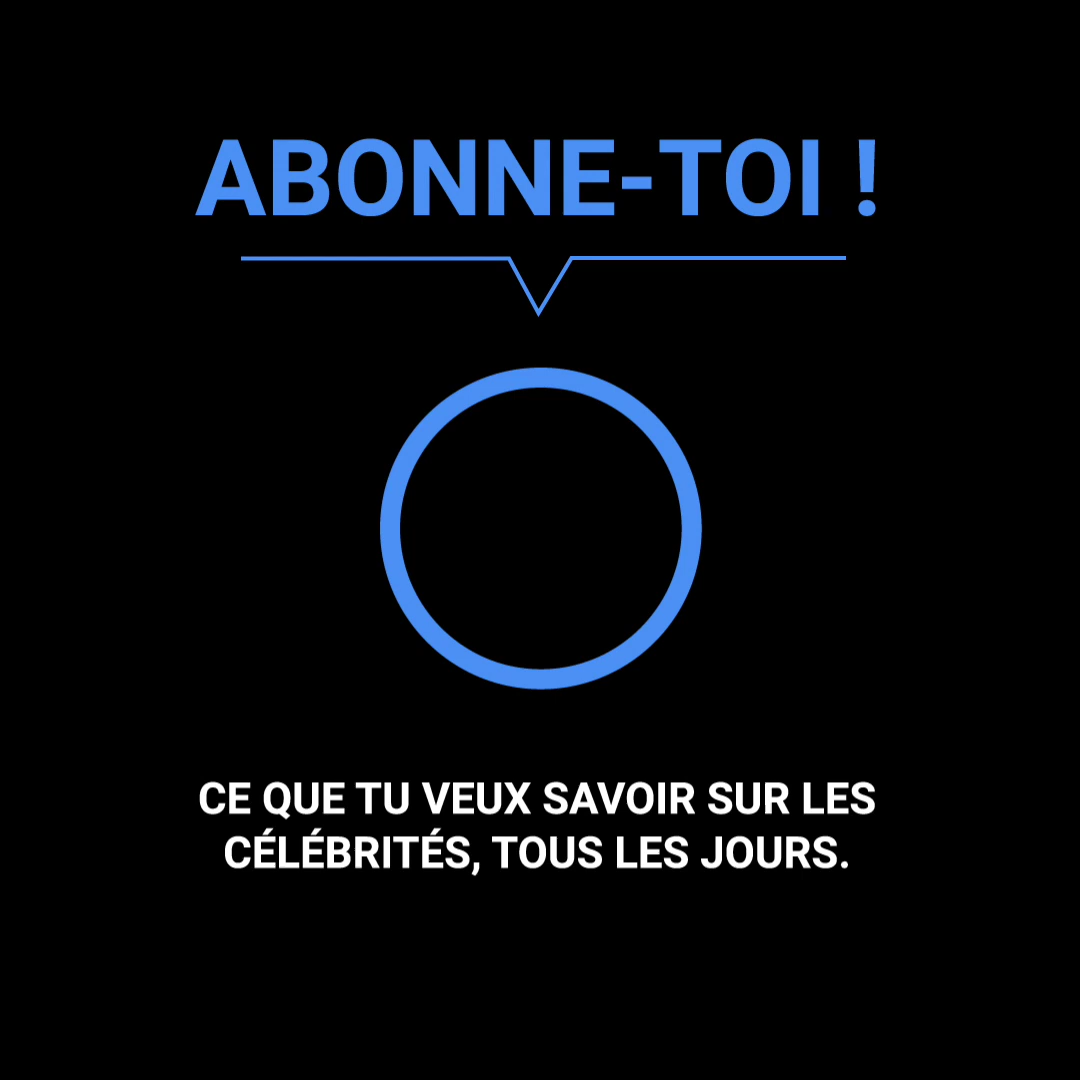 ABONNE-TOI !
CE QUE TU VEUX SAVOIR SUR LES
CÉLÉBRITÉS, TOUS LES JOURS.